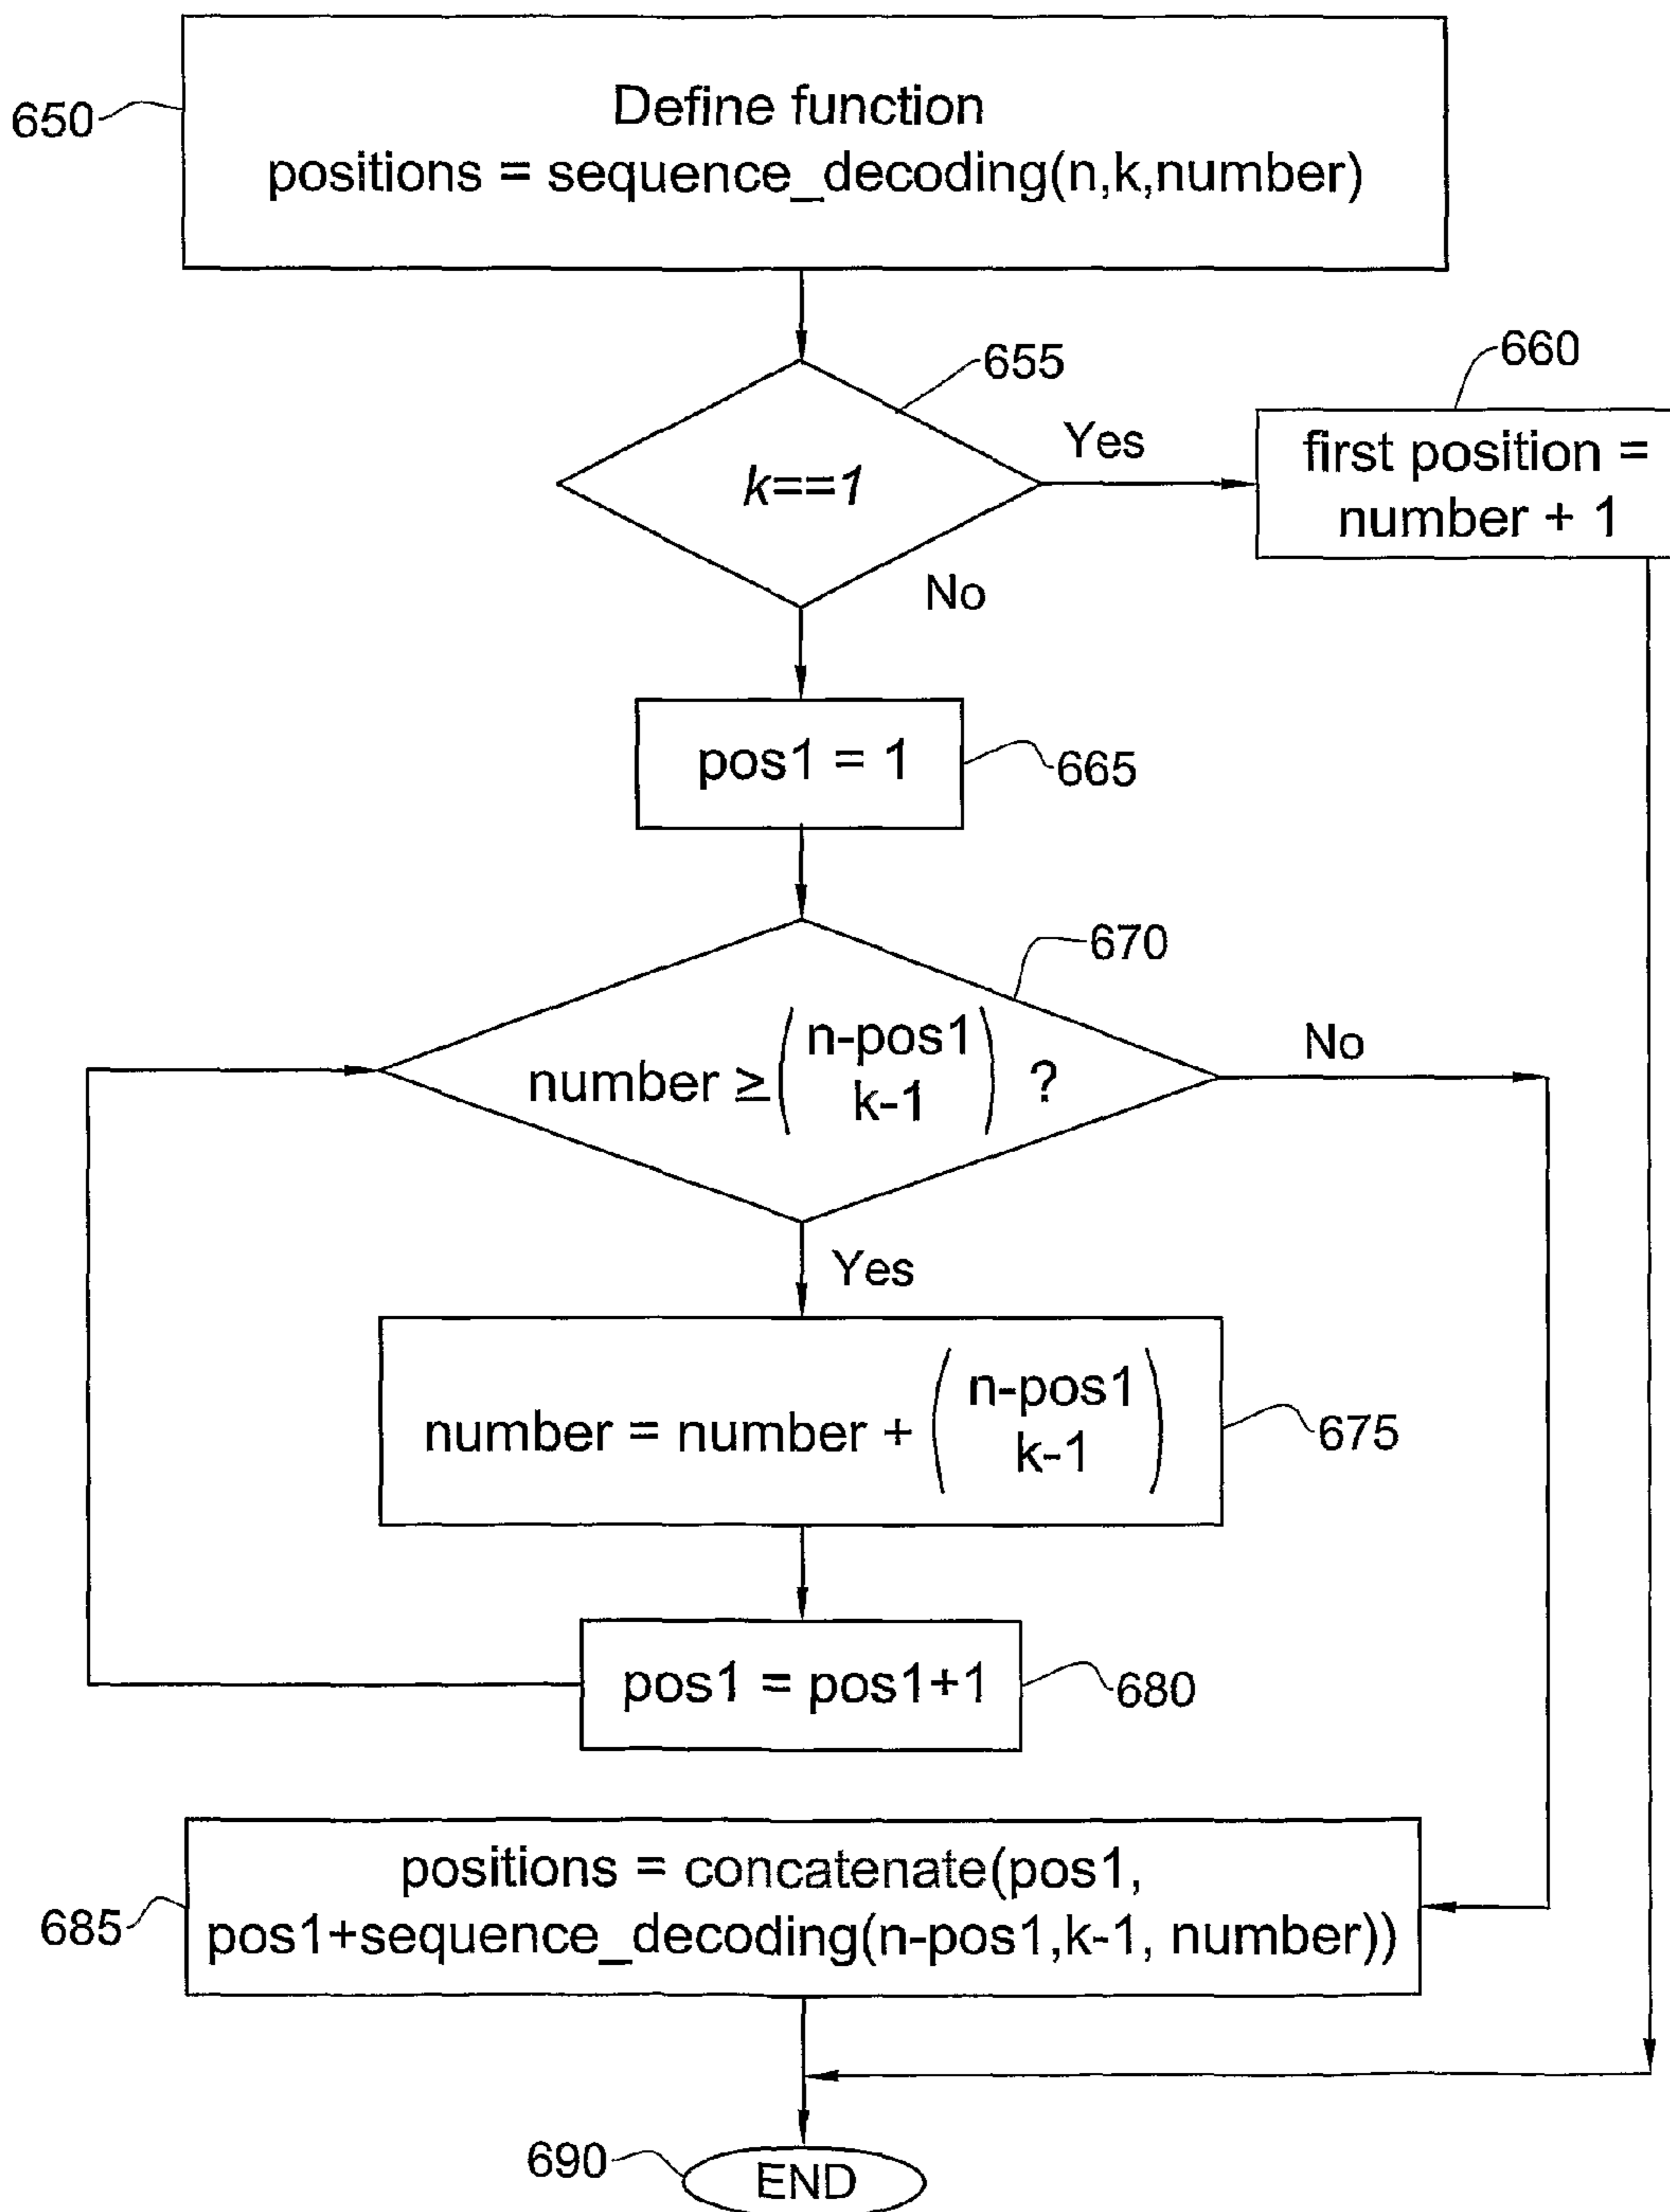 650
Define function
positions = sequence_decoding(n,k,number)
655
k==1
Yes
660
first position =
number + 1
No
pos1 = 1
665
670
number ≥ (n-pos1
k-1) ?
No
Yes
number = number + (n-pos1
k-1)
675
pos1 = pos1+1
680
685
positions = concatenate(pos1,
pos1+sequence_decoding(n-pos1,k-1, number))
690
END